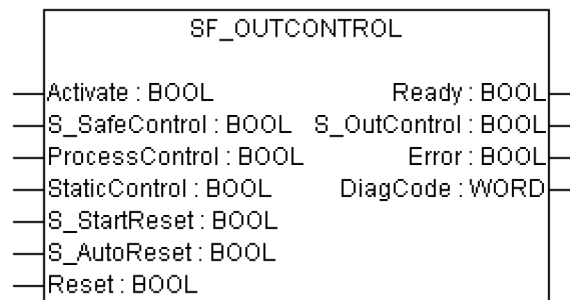 SF_OUTCONTROL
Activate : BOOL Ready : BOOL
S_SafeControl : BOOL S_OutControl : BOOL
ProcessControl : BOOL Error : BOOL
StaticControl : BOOL DiagCode : WORD
S_StartReset : BOOL
S_AutoReset : BOOL
Reset : BOOL